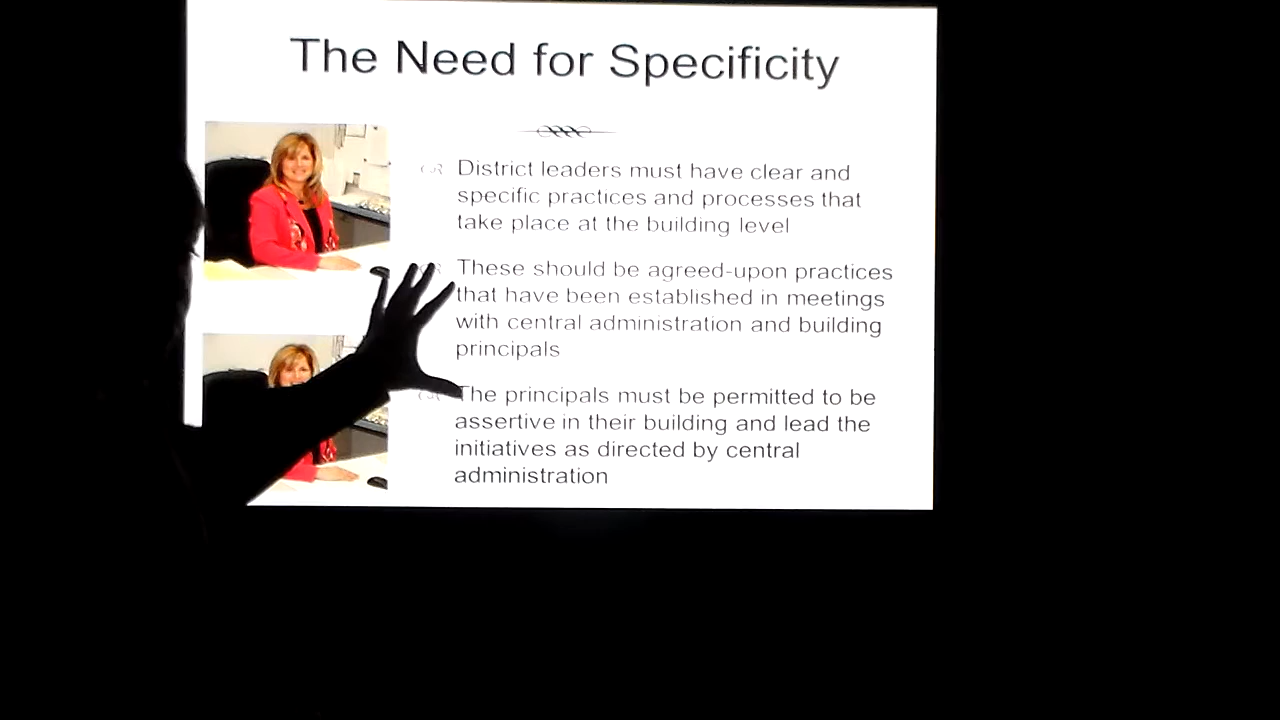 The Need for Specificity
District leaders must have clear and
specific practices and processes that
take place at the building level
These should be agreed-upon practices
that have been established in meetings
with central administration and building
principals
The principals must be permitted to be
assertive in their building and lead the
initiatives as directed by central
administration